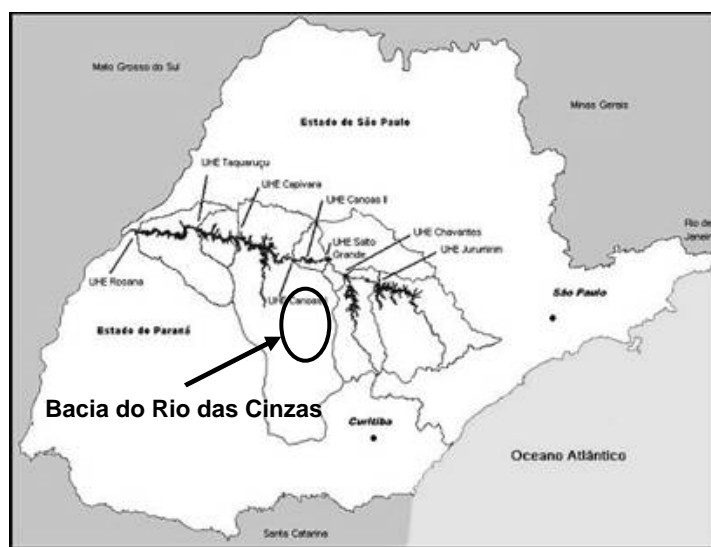 Mato Grosso do Sul
Minas Gerais
Estado de São Paulo
UHE Taquaruçu
UHE Capivara
UHE Canoas II
UHE Chavantes
UHE Salto
Grande
UHE Jurumirim
Rio de
Janeiro
UHE Rosana
UHE Canoas I
São Paulo
Estado de Paraná
Bacia do Rio das Cinzas
Curitiba
Oceano Atlântico
Santa Catarina